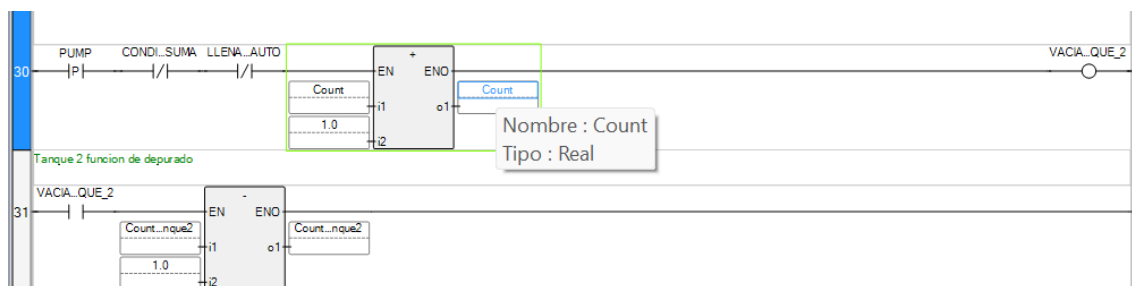 PUMP CONDI...SUMA LLENA...AUTO + VACIA...QUE_2
30 P / / EN ENO
Count Count
i1 o1
1.0
i2
Nombre : Count
Tipo : Real
Tanque 2 funcion de depurado
VACIA...QUE_2 -
31 EN ENO
Count...nque2 Count...nque2
i1 o1
1.0
i2